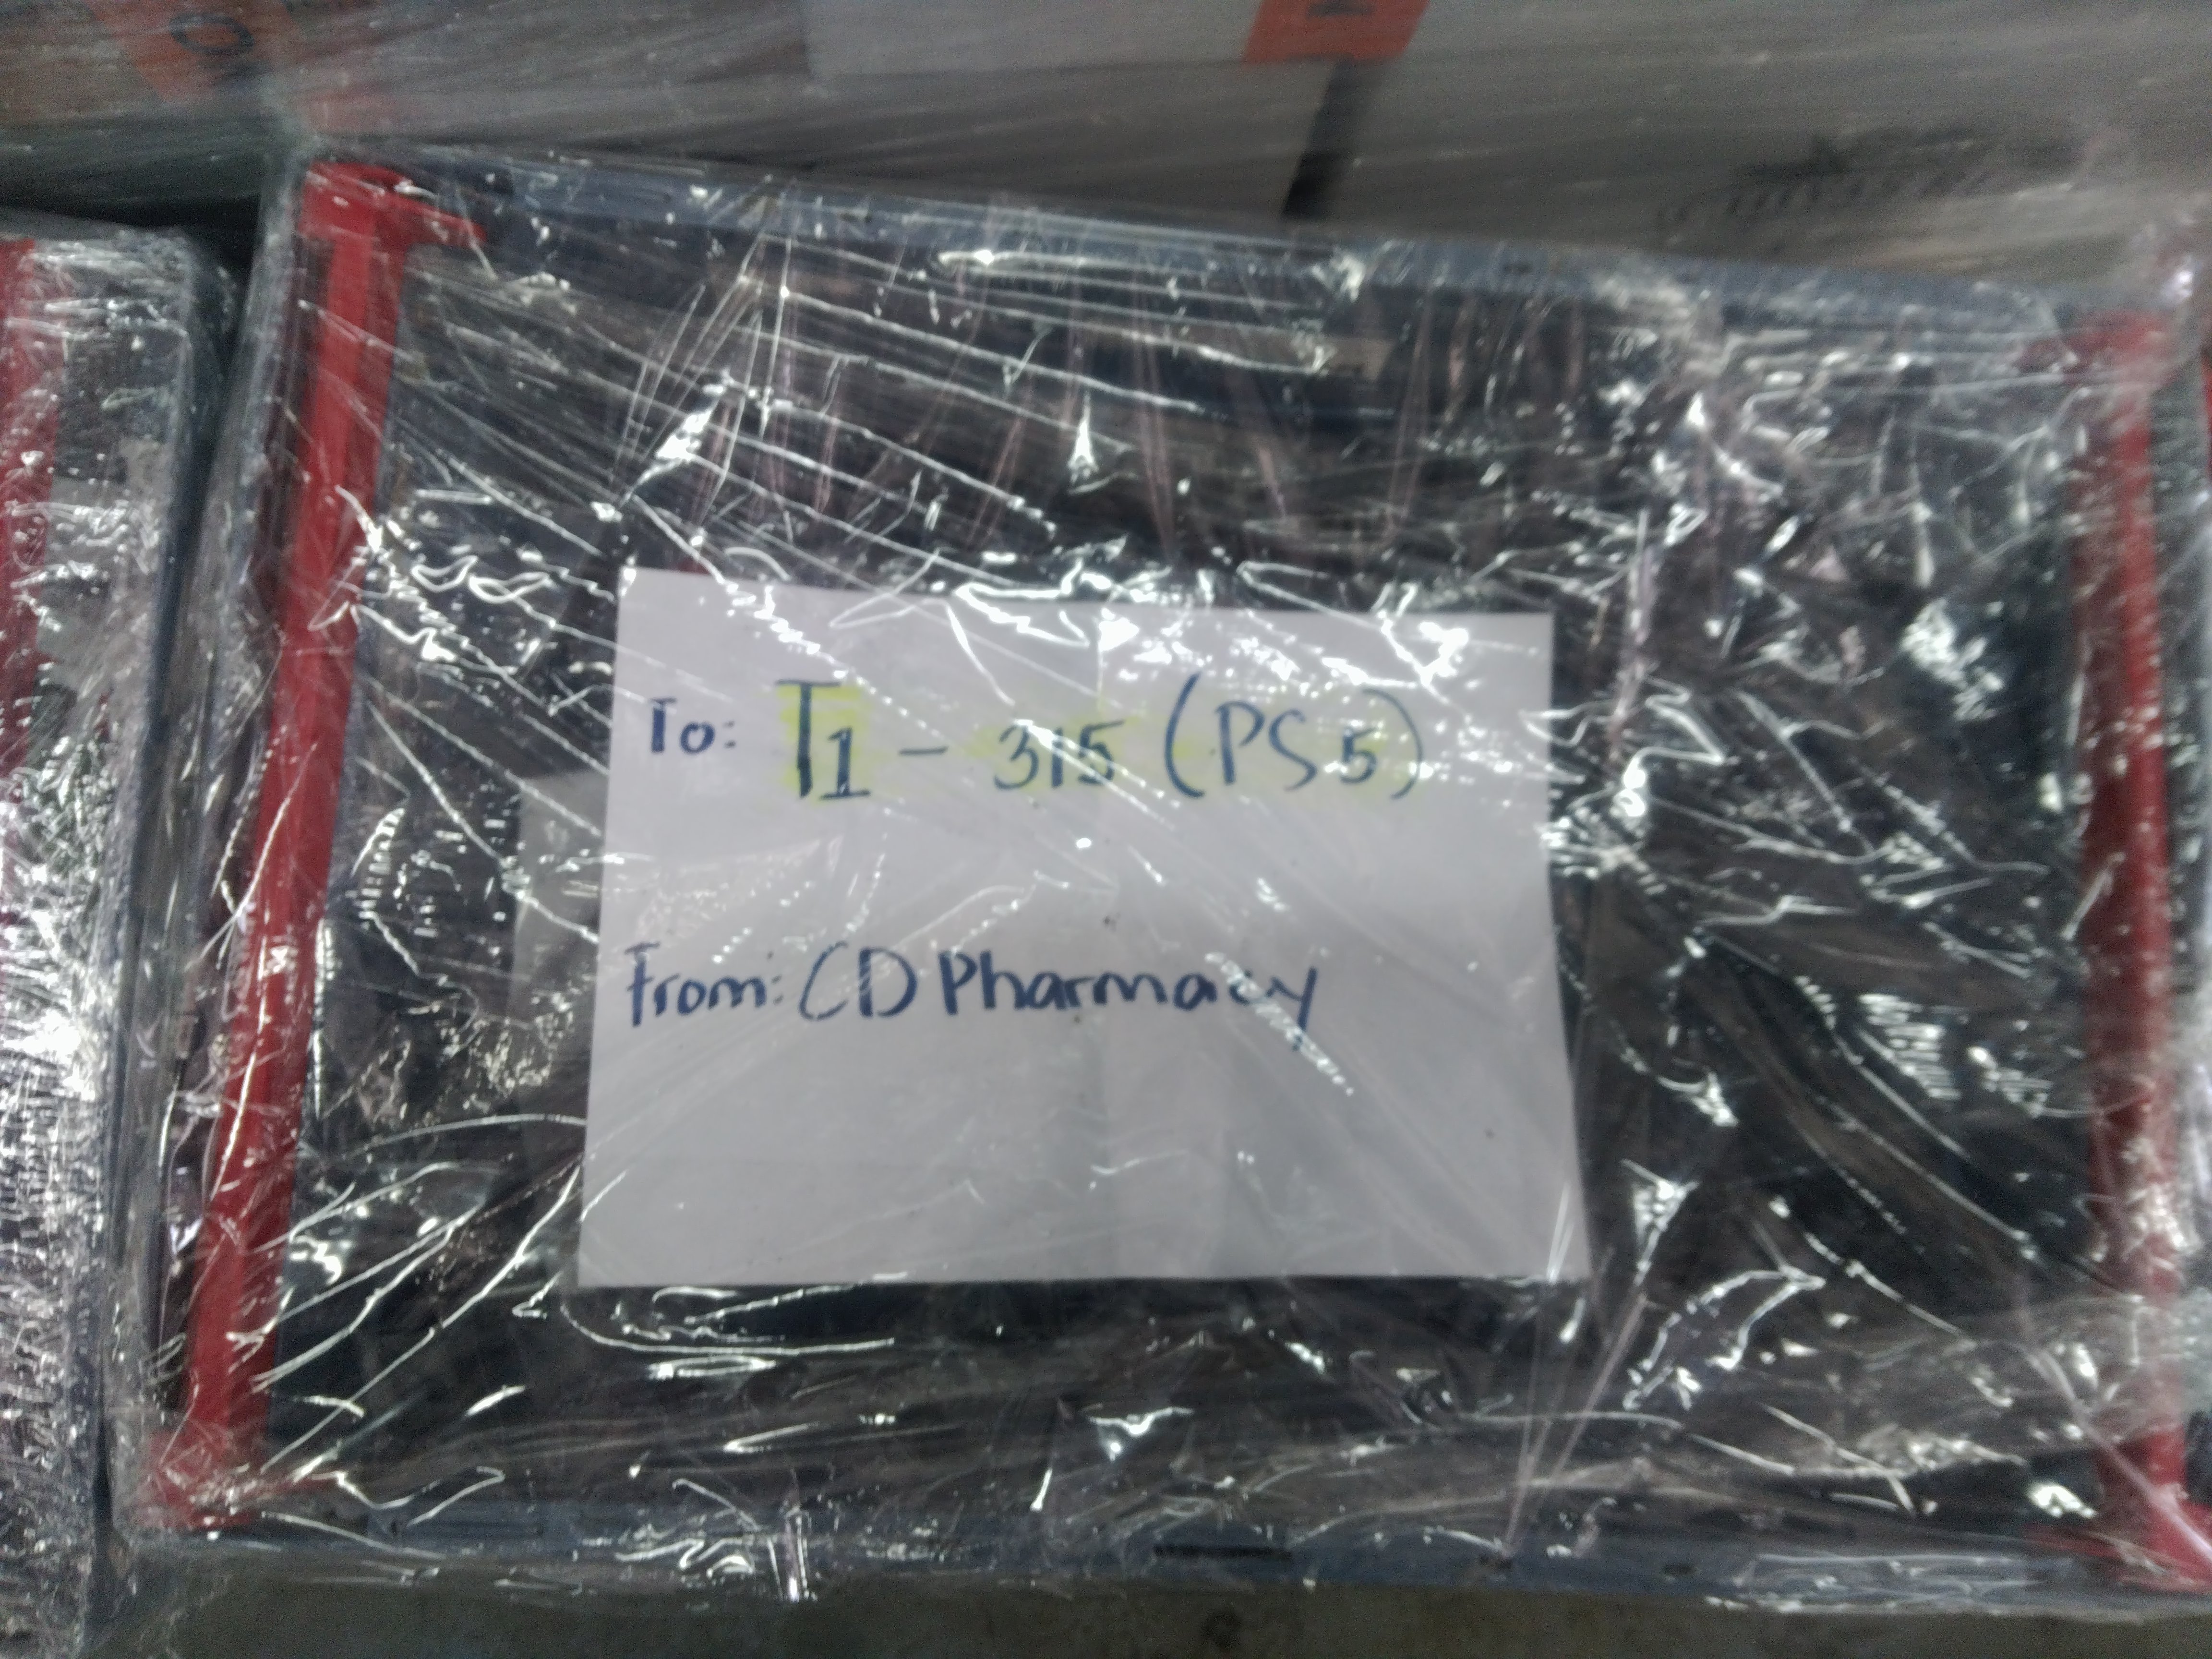 To: T1 - 315 (PS5)
From: CD Pharmacy